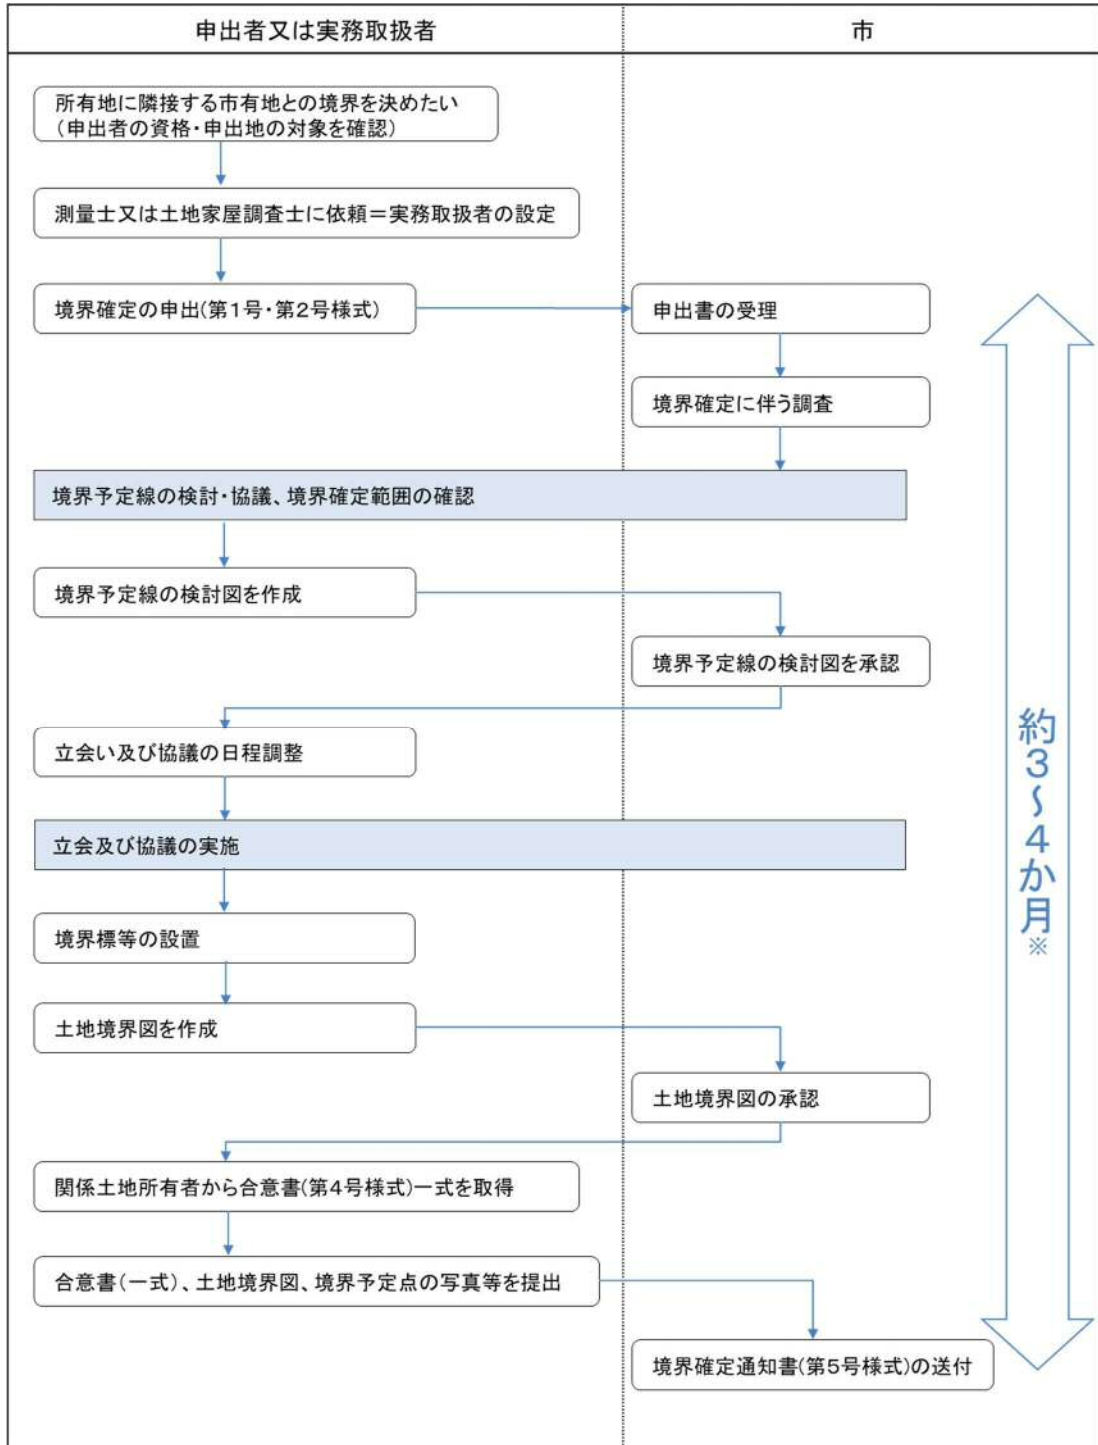 申出者又は実務取扱者
市
所有地に隣接する市有地との境界を決めたい
（申出者の資格・申出地の対象を確認）
測量士又は土地家屋調査士に依頼＝実務取扱者の設定
境界確定の申出(第１号・第２号様式)
申出書の受理
境界確定に伴う調査
境界予定線の検討・協議、境界確定範囲の確認
境界予定線の検討図を作成
境界予定線の検討図を承認
立会い及び協議の日程調整
立会及び協議の実施
境界標等の設置
土地境界図を作成
土地境界図の承認
関係土地所有者から合意書(第４号様式)一式を取得
合意書（一式）、土地境界図、境界予定点の写真等を提出
境界確定通知書(第５号様式)の送付
約３～４か月※